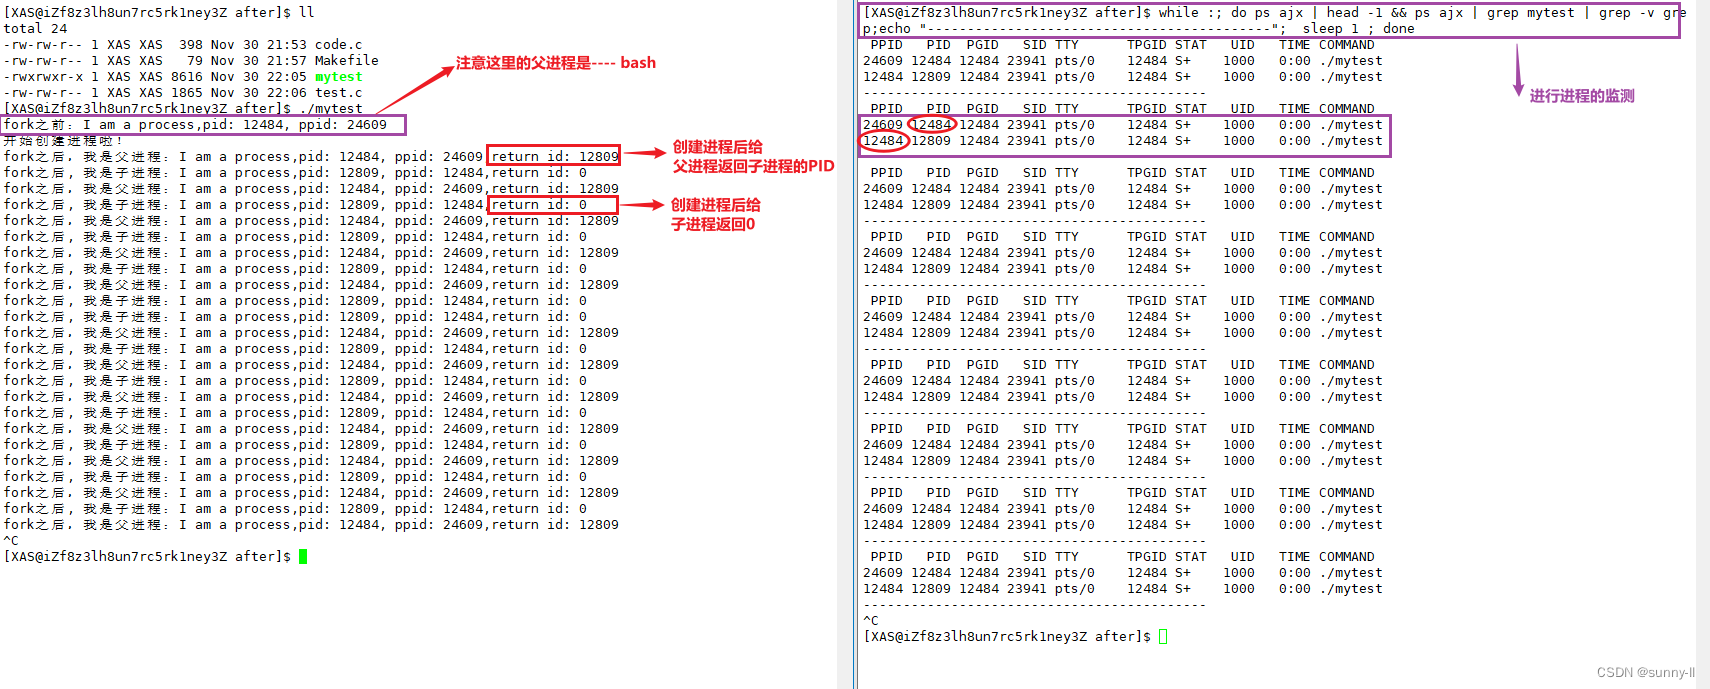 [XAS@iZf8z3lh8un7rc5rk1ney3Z after]$ ll
total 24
-rw-rw-r-- 1 XAS XAS  398 Nov 30 21:53 code.c
-rw-rw-r-- 1 XAS XAS   79 Nov 30 21:57 Makefile
-rwxrwxr-x 1 XAS XAS 8616 Nov 30 22:05 mytest
-rw-rw-r-- 1 XAS XAS 1865 Nov 30 22:06 test.c
[XAS@iZf8z3lh8un7rc5rk1ney3Z after]$ ./mytest
fork之前: I am a process,pid: 12484, ppid: 24609
开始创建进程啦!
fork之后, 我是父进程: I am a process,pid: 12484, ppid: 24609,return id: 12809
fork之后, 我是子进程: I am a process,pid: 12809, ppid: 12484,return id: 0
fork之后, 我是父进程: I am a process,pid: 12484, ppid: 24609,return id: 12809
fork之后, 我是子进程: I am a process,pid: 12809, ppid: 12484,return id: 0
fork之后, 我是父进程: I am a process,pid: 12484, ppid: 24609,return id: 12809
fork之后, 我是子进程: I am a process,pid: 12809, ppid: 12484,return id: 0
fork之后, 我是父进程: I am a process,pid: 12484, ppid: 24609,return id: 12809
fork之后, 我是子进程: I am a process,pid: 12809, ppid: 12484,return id: 0
fork之后, 我是父进程: I am a process,pid: 12484, ppid: 24609,return id: 12809
fork之后, 我是子进程: I am a process,pid: 12809, ppid: 12484,return id: 0
fork之后, 我是子进程: I am a process,pid: 12809, ppid: 12484,return id: 0
fork之后, 我是父进程: I am a process,pid: 12484, ppid: 24609,return id: 12809
fork之后, 我是子进程: I am a process,pid: 12809, ppid: 12484,return id: 0
fork之后, 我是父进程: I am a process,pid: 12484, ppid: 24609,return id: 12809
fork之后, 我是子进程: I am a process,pid: 12809, ppid: 12484,return id: 0
fork之后, 我是父进程: I am a process,pid: 12484, ppid: 24609,return id: 12809
fork之后, 我是子进程: I am a process,pid: 12809, ppid: 12484,return id: 0
fork之后, 我是父进程: I am a process,pid: 12484, ppid: 24609,return id: 12809
fork之后, 我是子进程: I am a process,pid: 12809, ppid: 12484,return id: 0
fork之后, 我是父进程: I am a process,pid: 12484, ppid: 24609,return id: 12809
fork之后, 我是子进程: I am a process,pid: 12809, ppid: 12484,return id: 0
fork之后, 我是父进程: I am a process,pid: 12484, ppid: 24609,return id: 12809
fork之后, 我是子进程: I am a process,pid: 12809, ppid: 12484,return id: 0
fork之后, 我是父进程: I am a process,pid: 12484, ppid: 24609,return id: 12809
^C
[XAS@iZf8z3lh8un7rc5rk1ney3Z after]$
注意这里的父进程是---- bash
创建进程后给
父进程返回子进程的PID
创建进程后给
子进程返回0
[XAS@iZf8z3lh8un7rc5rk1ney3Z after]$ while :; do ps ajx | head -1 && ps ajx | grep mytest | grep -v gre
p;echo "-------------------------------------------";  sleep 1 ; done
PPID   PID  PGID   SID TTY      TPGID STAT   UID   TIME COMMAND
24609 12484 12484 23941 pts/0    12484 S+    1000   0:00 ./mytest
12484 12809 12484 23941 pts/0    12484 S+    1000   0:00 ./mytest
-------------------------------------------
PPID   PID  PGID   SID TTY      TPGID STAT   UID   TIME COMMAND
24609 12484 12484 23941 pts/0    12484 S+    1000   0:00 ./mytest
12484 12809 12484 23941 pts/0    12484 S+    1000   0:00 ./mytest
-------------------------------------------
PPID   PID  PGID   SID TTY      TPGID STAT   UID   TIME COMMAND
24609 12484 12484 23941 pts/0    12484 S+    1000   0:00 ./mytest
12484 12809 12484 23941 pts/0    12484 S+    1000   0:00 ./mytest
-------------------------------------------
PPID   PID  PGID   SID TTY      TPGID STAT   UID   TIME COMMAND
24609 12484 12484 23941 pts/0    12484 S+    1000   0:00 ./mytest
12484 12809 12484 23941 pts/0    12484 S+    1000   0:00 ./mytest
-------------------------------------------
PPID   PID  PGID   SID TTY      TPGID STAT   UID   TIME COMMAND
24609 12484 12484 23941 pts/0    12484 S+    1000   0:00 ./mytest
12484 12809 12484 23941 pts/0    12484 S+    1000   0:00 ./mytest
-------------------------------------------
PPID   PID  PGID   SID TTY      TPGID STAT   UID   TIME COMMAND
24609 12484 12484 23941 pts/0    12484 S+    1000   0:00 ./mytest
12484 12809 12484 23941 pts/0    12484 S+    1000   0:00 ./mytest
-------------------------------------------
PPID   PID  PGID   SID TTY      TPGID STAT   UID   TIME COMMAND
24609 12484 12484 23941 pts/0    12484 S+    1000   0:00 ./mytest
12484 12809 12484 23941 pts/0    12484 S+    1000   0:00 ./mytest
-------------------------------------------
PPID   PID  PGID   SID TTY      TPGID STAT   UID   TIME COMMAND
24609 12484 12484 23941 pts/0    12484 S+    1000   0:00 ./mytest
12484 12809 12484 23941 pts/0    12484 S+    1000   0:00 ./mytest
-------------------------------------------
PPID   PID  PGID   SID TTY      TPGID STAT   UID   TIME COMMAND
24609 12484 12484 23941 pts/0    12484 S+    1000   0:00 ./mytest
12484 12809 12484 23941 pts/0    12484 S+    1000   0:00 ./mytest
-------------------------------------------
^C
[XAS@iZf8z3lh8un7rc5rk1ney3Z after]$
进行进程的监测
CSDN @sunny-ll